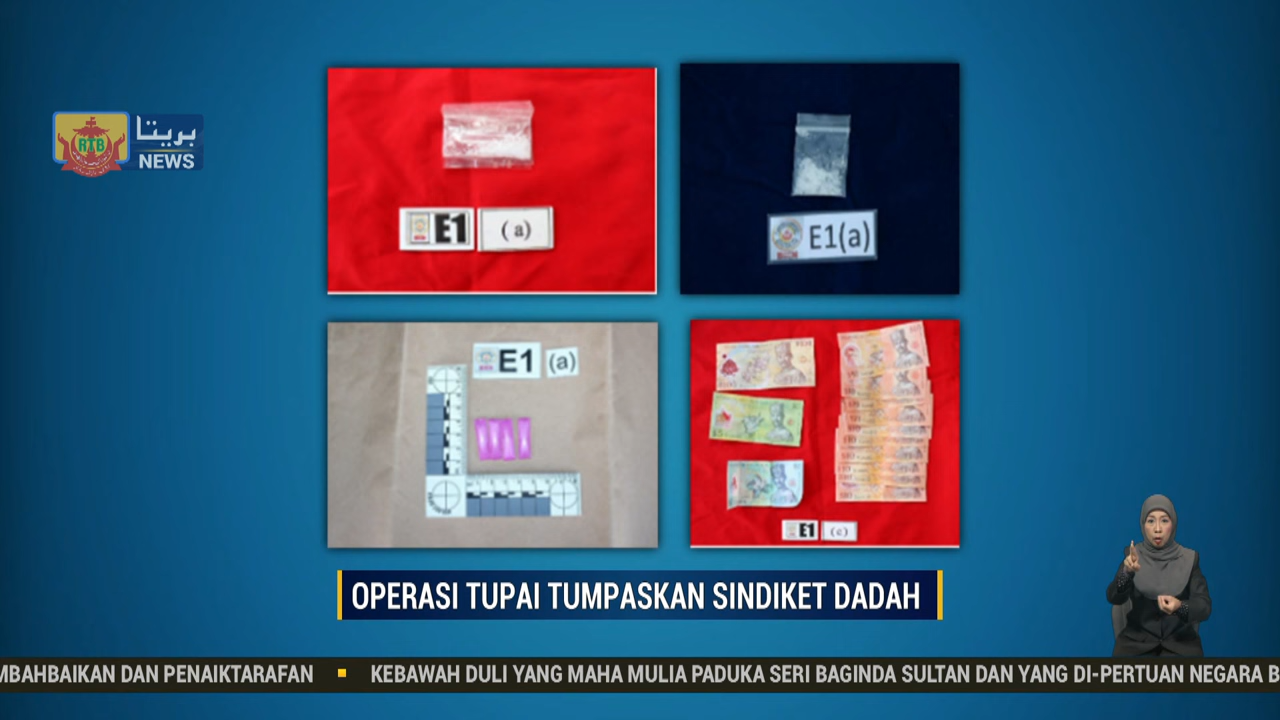 RTB
بريتا
NEWS
E1 (a)
E1(a)
E1 (a)
E1 (c)
OPERASI TUPAI TUMPASKAN SINDIKET DADAH
MBAHBAIKAN DAN PENAIKTARAFAN ▪ KEBAWAH DULI YANG MAHA MULIA PADUKA SERI BAGINDA SULTAN DAN YANG DI-PERTUAN NEGARA B